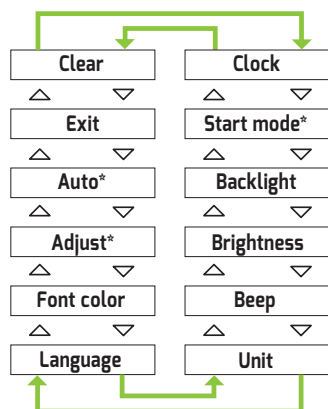 Clear
Clock
Exit
Start mode*
Auto*
Backlight
Adjust*
Brightness
Font color
Beep
Language
Unit